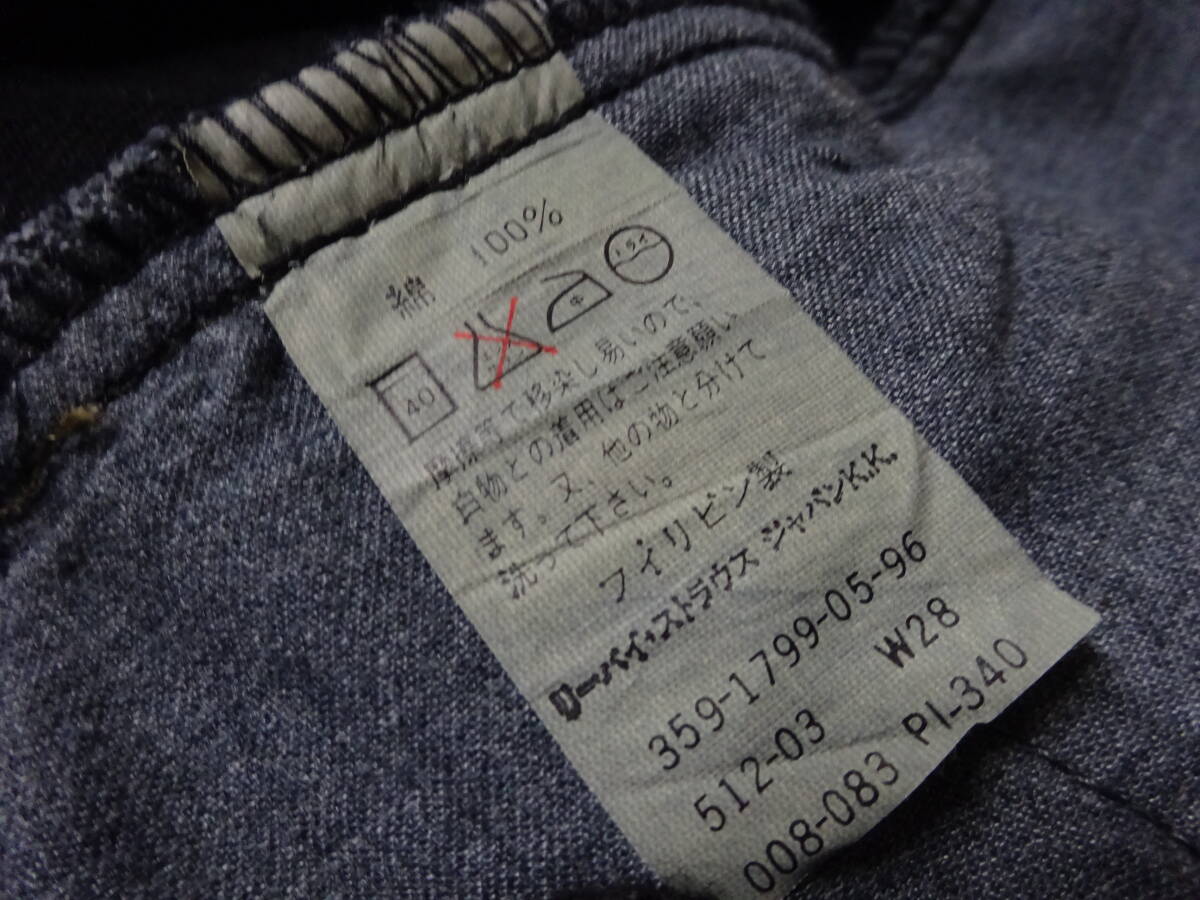 綿 100%
40
摩擦等で移染し易いので、
白物との着用はご注意願い
ます。又、他の物と分けて
洗って下さい。
フイリピン製
リーバイ・ストラウス ジャパンK.K.
359-1799-05-96
512-03 W28
008-083 PI-340